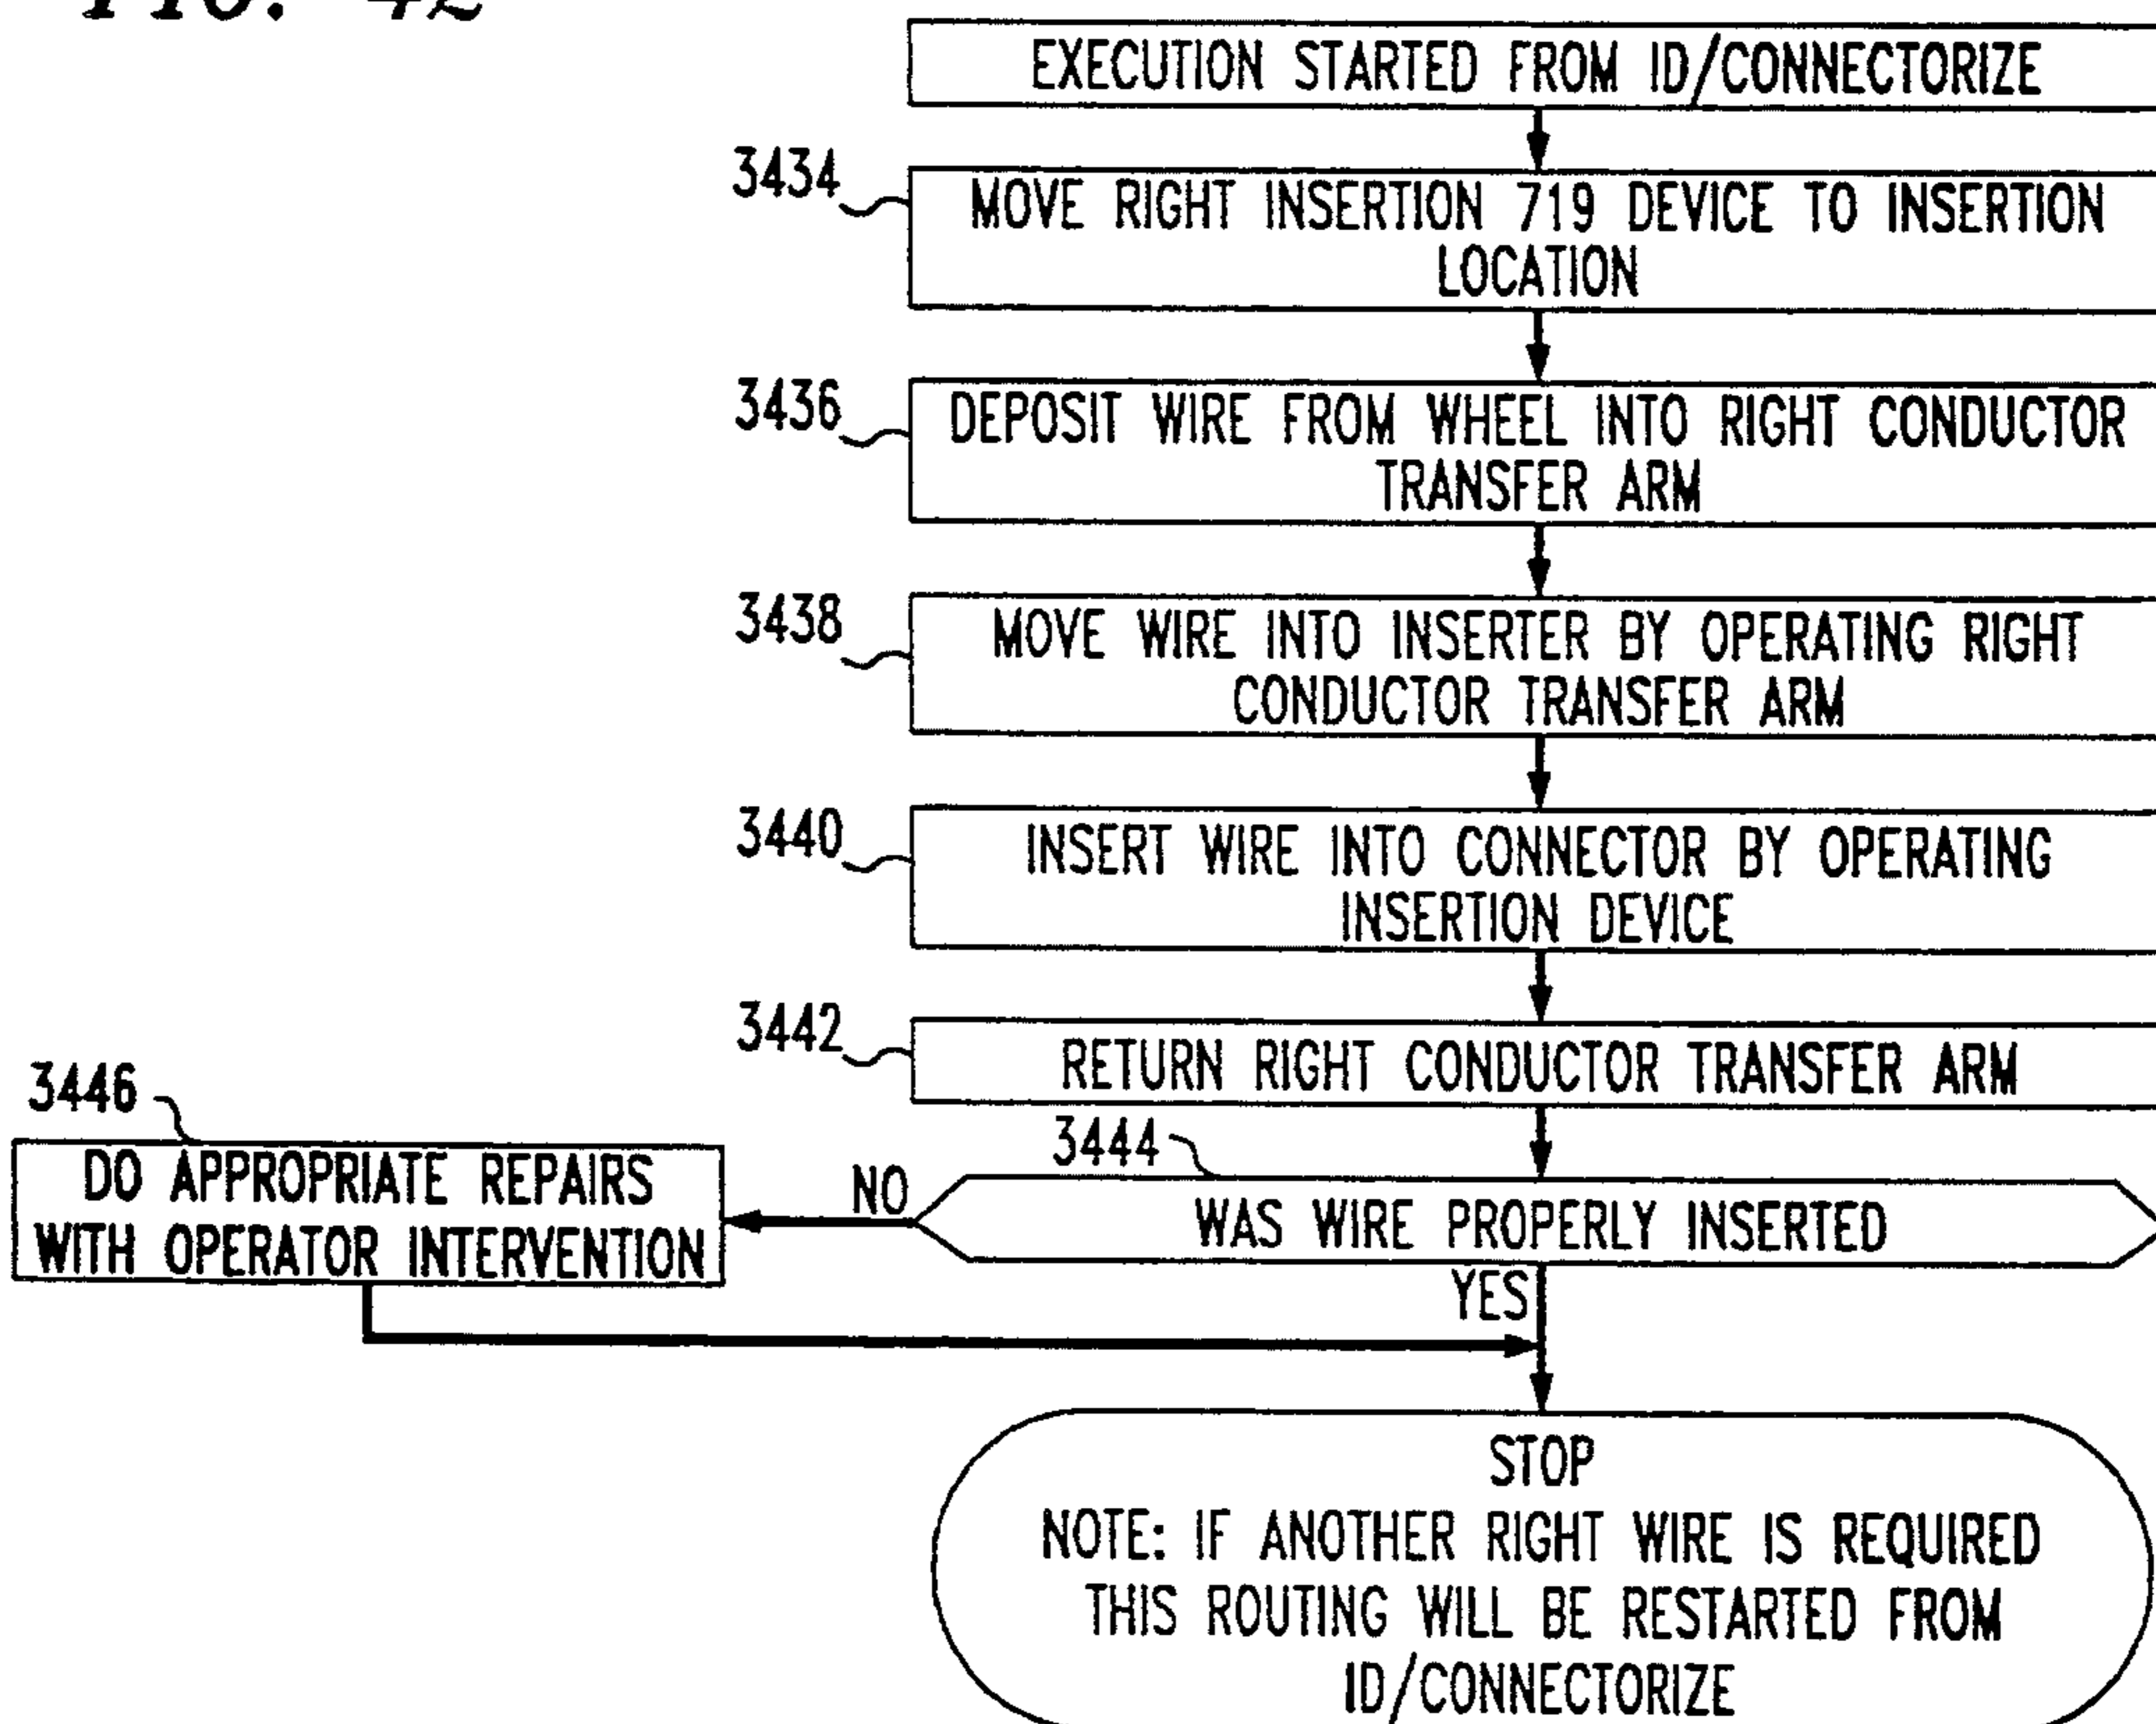 FIG. 42
EXECUTION STARTED FROM ID/CONNECTORIZE
3434
MOVE RIGHT INSERTION 719 DEVICE TO INSERTION
LOCATION
3436
DEPOSIT WIRE FROM WHEEL INTO RIGHT CONDUCTOR
TRANSFER ARM
3438
MOVE WIRE INTO INSERTER BY OPERATING RIGHT
CONDUCTOR TRANSFER ARM
3440
INSERT WIRE INTO CONNECTOR BY OPERATING
INSERTION DEVICE
3442
RETURN RIGHT CONDUCTOR TRANSFER ARM
3444
WAS WIRE PROPERLY INSERTED
NO
3446
DO APPROPRIATE REPAIRS
WITH OPERATOR INTERVENTION
YES
STOP
NOTE: IF ANOTHER RIGHT WIRE IS REQUIRED
THIS ROUTING WILL BE RESTARTED FROM
ID/CONNECTORIZE